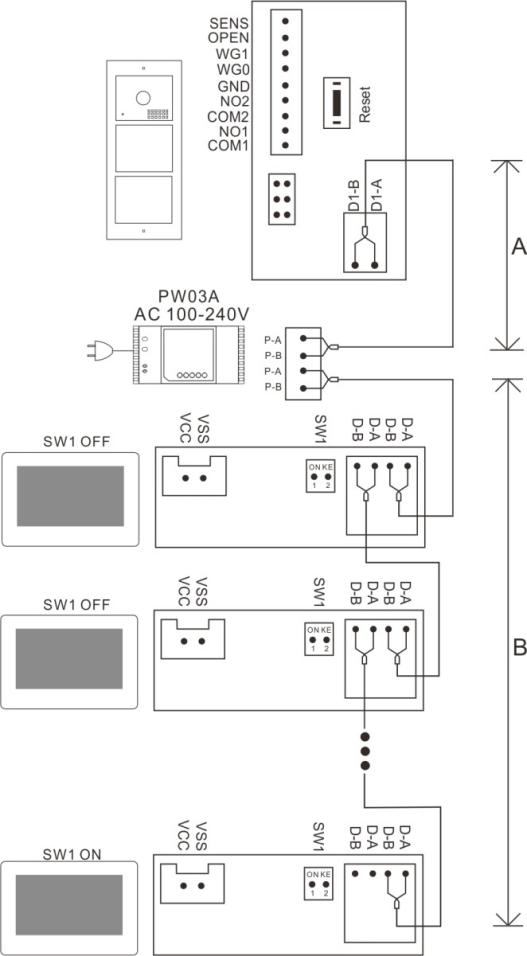 SENS
OPEN
WG1
WG0
GND
NO2
COM2
NO1
COM1
Reset
D1-B
D1-A
A
PW03A
AC 100-240V
P-A
P-B
P-A
P-B
SW1 OFF
VCC
VSS
SW1
ON KE
1 2
D-B
D-A
D-B
D-A
SW1 OFF
VCC
VSS
SW1
ON KE
1 2
D-B
D-A
D-B
D-A
B
SW1 ON
VCC
VSS
SW1
ON KE
1 2
D-B
D-A
D-B
D-A